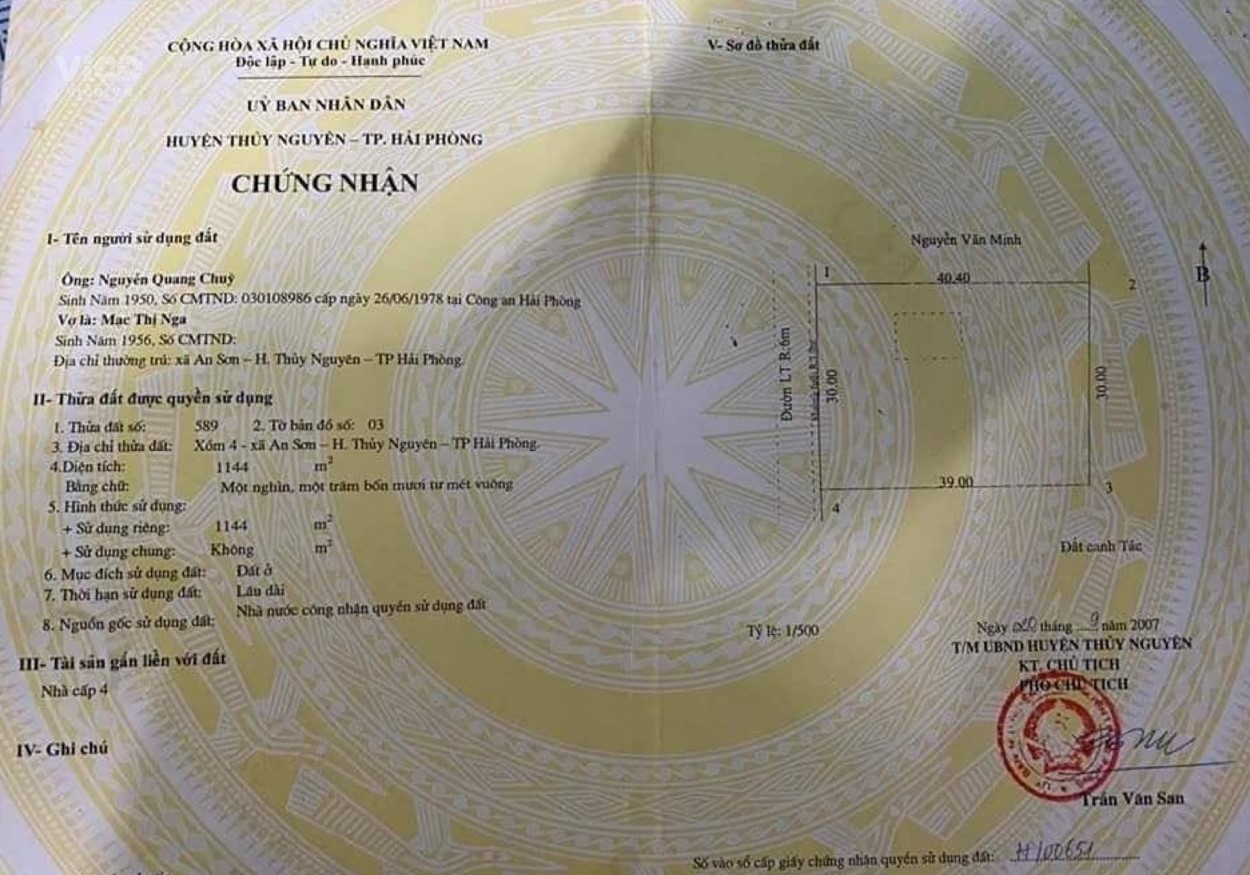 CỘNG HÒA XÃ HỘI CHỦ NGHĨA VIỆT NAM
Độc lập - Tự do - Hạnh phúc
UỶ BAN NHÂN DÂN
HUYỆN THỦY NGUYÊN – TP. HẢI PHÒNG
CHỨNG NHẬN
I- Tên người sử dụng đất
Ông: Nguyễn Quang Chuỳ
Sinh Năm 1950, Số CMTND: 030108986 cấp ngày 26/06/1978 tại Công an Hải Phòng
Vợ là: Mạc Thị Nga
Sinh Năm 1956, Số CMTND:
Địa chỉ thường trú: xã An Sơn – H. Thủy Nguyên – TP Hải Phòng.
II- Thửa đất được quyền sử dụng
1. Thửa đất số: 589 2. Tờ bản đồ số: 03
3. Địa chỉ thửa đất: Xóm 4 - xã An Sơn – H. Thủy Nguyên – TP Hải Phòng.
4.Diện tích: 1144 m²
Bằng chữ: Một nghìn, một trăm bốn mươi tư mét vuông
5. Hình thức sử dụng:
+ Sử dụng riêng: 1144 m²
+ Sử dụng chung: Không m²
6. Mục đích sử dụng đất: Đất ở
7. Thời hạn sử dụng đất: Lâu dài
8. Nguồn gốc sử dụng đất: Nhà nước công nhận quyền sử dụng đất
III- Tài sản gắn liền với đất
Nhà cấp 4
IV- Ghi chú
V- Sơ đồ thửa đất
Nguyễn Văn Minh
B
1
40.40
2
Đườn LT R:6m
30.00
30.00
39.00
3
4
Đất canh Tác
Tỷ lệ: 1/500
Ngày 20 tháng 9 năm 2007
T/M UBND HUYỆN THỦY NGUYÊN
KT. CHỦ TỊCH
PHÓ CHỦ TỊCH
Trần Văn San
Số vào sổ cấp giấy chứng nhận quyền sử dụng đất: H/00651